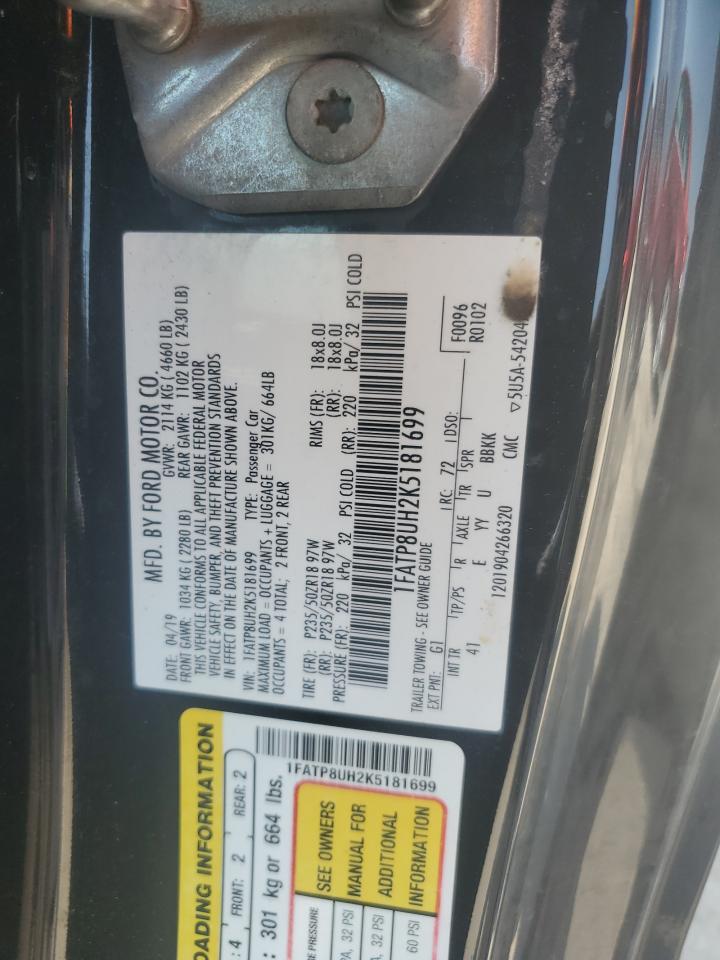 MFD. BY FORD MOTOR CO.
DATE: 04/19 GVWR: 2114 KG ( 4660 LB)
FRONT GAWR: 1034 KG ( 2280 LB) REAR GAWR: 1102 KG ( 2430 LB)
THIS VEHICLE CONFORMS TO ALL APPLICABLE FEDERAL MOTOR
VEHICLE SAFETY, BUMPER, AND THEFT PREVENTION STANDARDS
IN EFFECT ON THE DATE OF MANUFACTURE SHOWN ABOVE.
VIN: 1FATP8UH2K5181699 TYPE: Passenger Car
MAXIMUM LOAD = OCCUPANTS + LUGGAGE = 301KG/ 664LB
OCCUPANTS = 4 TOTAL; 2 FRONT, 2 REAR
TIRE (FR): P235/50ZR18 97W RIMS (FR): 18x8.0J
(RR): P235/50ZR18 97W (RR): 18x8.0J
PRESSURE (FR): 220 kPa/ 32 PSI COLD (RR): 220 kPa/ 32 PSI COLD
1FATP8UH2K5181699
TRAILER TOWING - SEE OWNER GUIDE
EXT PNT: G1 RC: 72 DSO: F0096
R0102
INT TR TP/PS R AXLE TR SPR
41 E YY U BBKK
1201904266320 CMC ▽5U5A-54204
OADING INFORMATION
: 4 FRONT: 2 REAR: 2
: 301 kg or 664 lbs.
1FATP8UH2K5181699
RE PRESSURE
PA, 32 PSI
A, 32 PSI
60 PSI
SEE OWNERS
MANUAL FOR
ADDITIONAL
INFORMATION